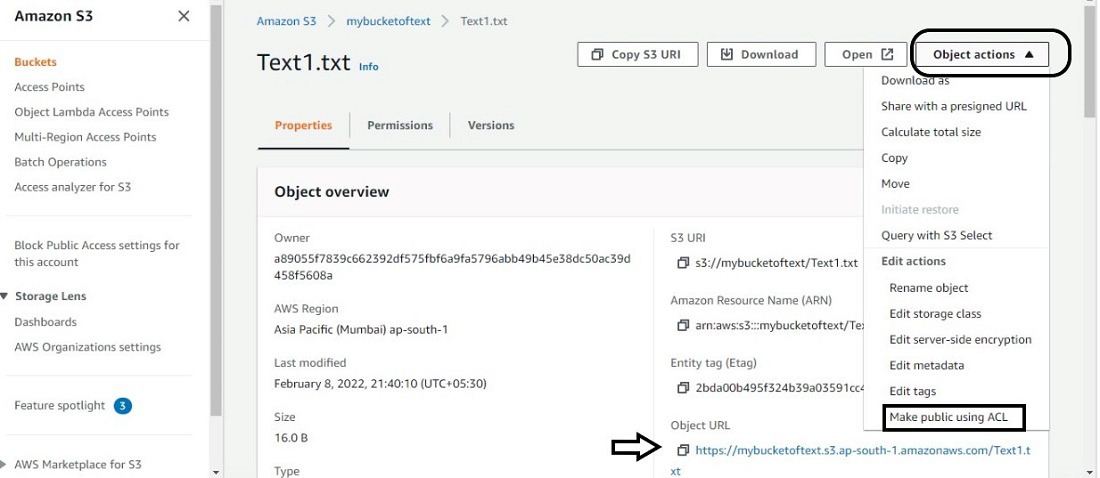 Amazon S3
Buckets
Access Points
Object Lambda Access Points
Multi-Region Access Points
Batch Operations
Access analyzer for S3
Block Public Access settings for
this account
Storage Lens
Dashboards
AWS Organizations settings
Feature spotlight 3
AWS Marketplace for S3
Amazon S3 > mybucketoftext > Text1.txt
Text1.txt Info
Copy S3 URI
Download
Open
Object actions
Download as
Share with a presigned URL
Calculate total size
Copy
Move
Initiate restore
Query with S3 Select
Edit actions
Rename object
Edit storage class
Edit server-side encryption
Edit metadata
Edit tags
Make public using ACL
Properties
Permissions
Versions
Object overview
Owner
a89055f7839c662392df575fbf6a9fa5796abb49b45e38dc50ac39d
458f5608a
AWS Region
Asia Pacific (Mumbai) ap-south-1
Last modified
February 8, 2022, 21:40:10 (UTC+05:30)
Size
16.0 B
Type
S3 URI
s3://mybucketoftext/Text1.txt
Amazon Resource Name (ARN)
arn:aws:s3:::mybucketoftext/Te
Entity tag (Etag)
2bda00b495f324b39a03591cc4
Object URL
https://mybucketoftext.s3.ap-south-1.amazonaws.com/Text1.t
xt